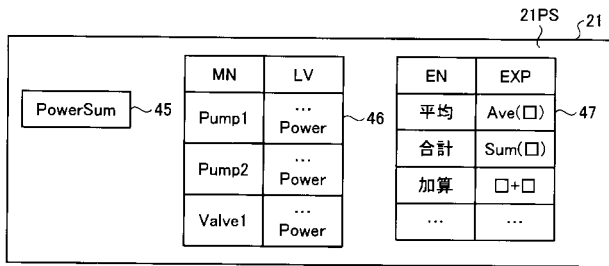 21PS
21
PowerSum
45
MN LV
Pump1 … Power
Pump2 … Power
Valve1 … Power
46
EN EXP
平均 Ave(□)
合計 Sum(□)
加算 □+□
… …
47